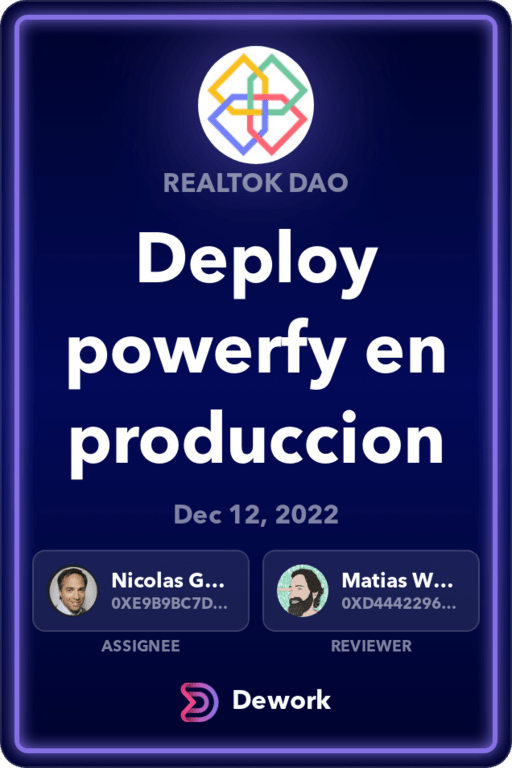 REALTOK DAO
Deploy
powerfy en
produccion
Dec 12, 2022
Nicolas G...
0XE9B9BC7D...
ASSIGNEE
Matias W...
0XD4442296...
REVIEWER
Dework